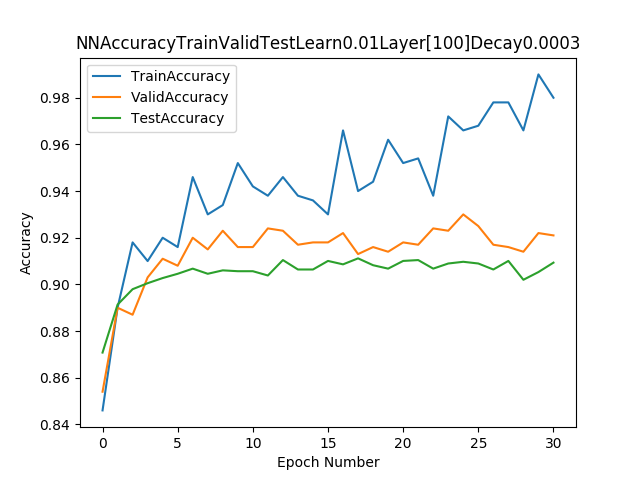 NNAccuracyTrainValidTestLearn0.01Layer[100]Decay0.0003
TrainAccuracy
ValidAccuracy
TestAccuracy
0.98
0.96
0.94
0.92
0.90
0.88
0.86
0.84
Accuracy
0 5 10 15 20 25 30
Epoch Number